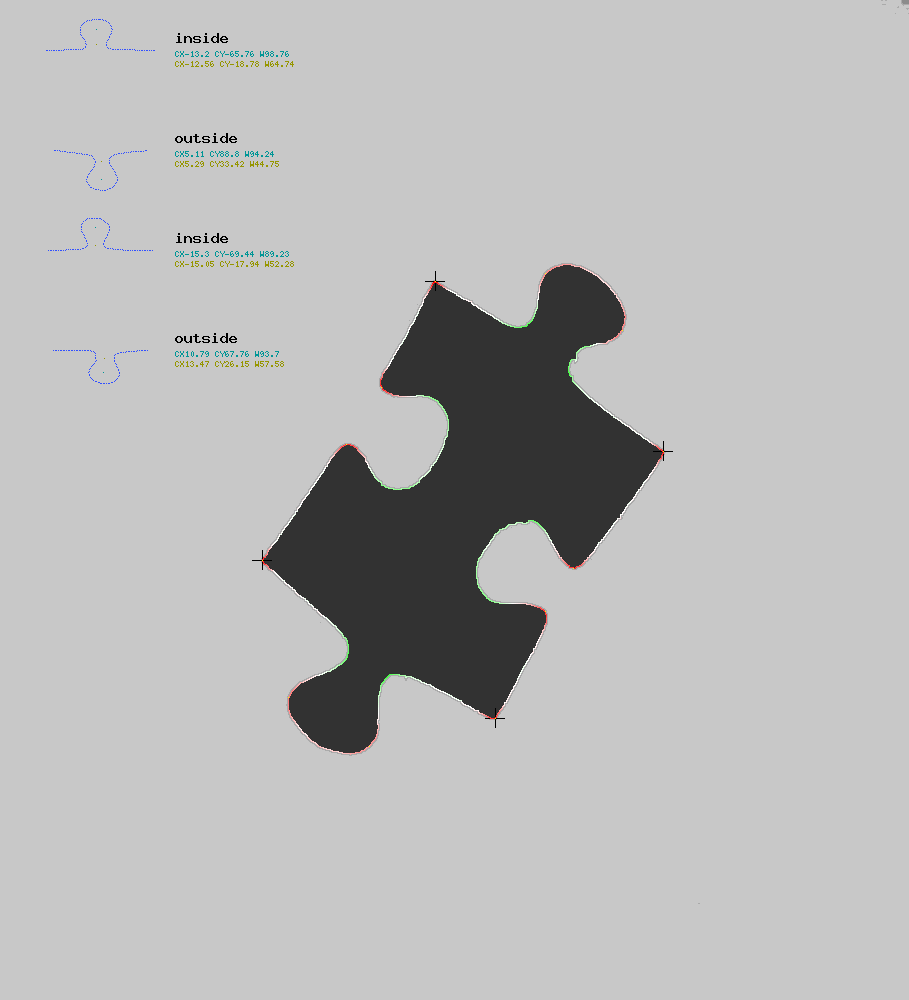 inside
CX-13.2 CY-65.76 W98.76
CX-12.56 CY-18.78 W64.74
outside
CX5.11 CY88.8 W94.24
CX5.29 CY33.42 W44.75
inside
CX-15.3 CY-69.44 W89.23
CX-15.05 CY-17.94 W52.28
outside
CX10.79 CY67.76 W93.7
CX13.47 CY26.15 W57.58